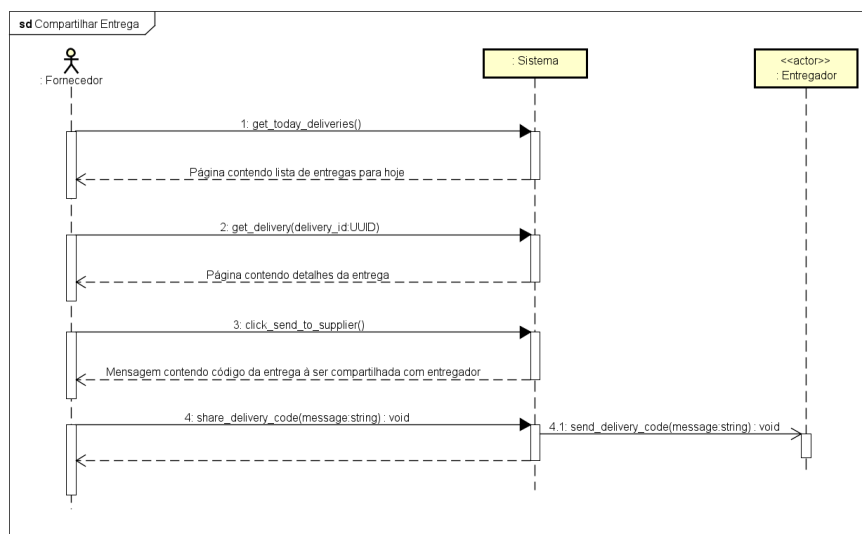 sd Compartilhar Entrega
: Fornecedor
: Sistema
<<actor>>
: Entregador
1: get_today_deliveries()
Página contendo lista de entregas para hoje
2: get_delivery(delivery_id:UUID)
Página contendo detalhes da entrega
3: click_send_to_supplier()
Mensagem contendo código da entrega à ser compartilhada com entregador
4: share_delivery_code(message:string) : void
4.1: send_delivery_code(message:string) : void